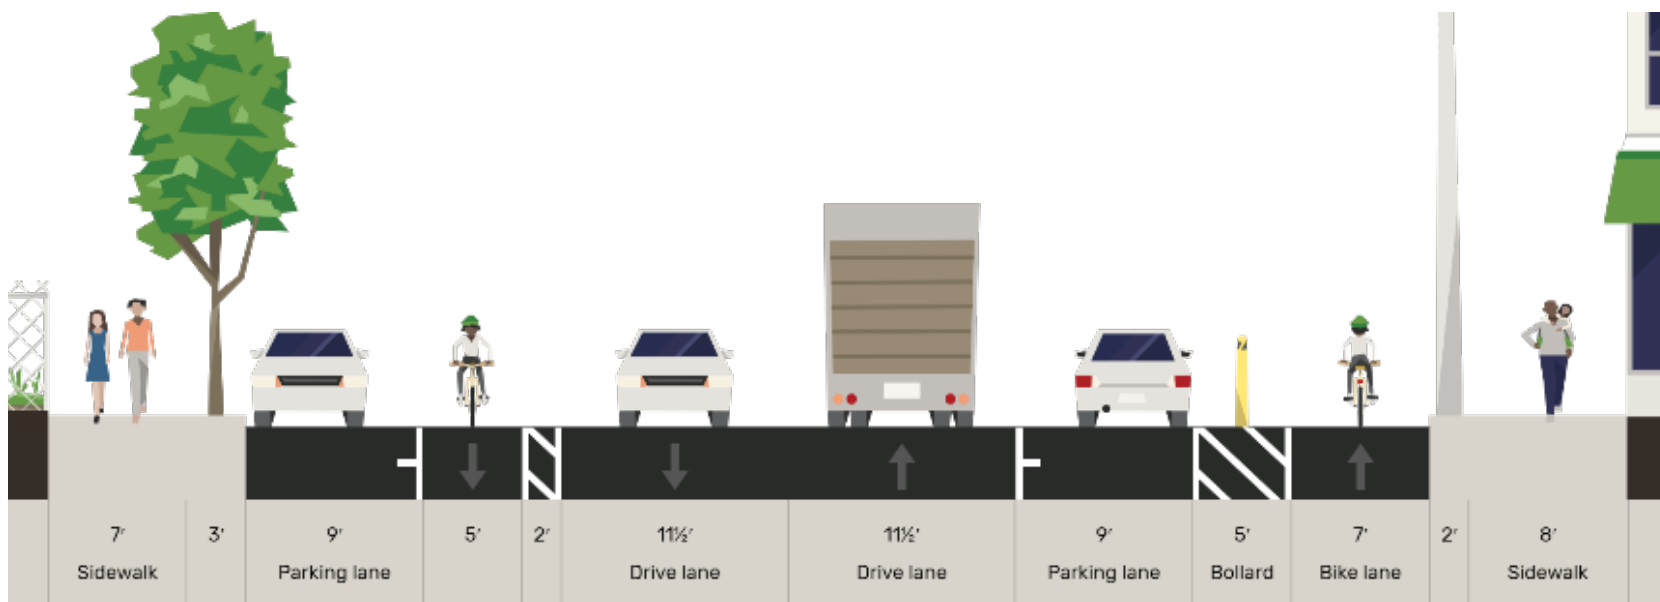 7' 3' 9' 5' 2' 11½' 11½' 9' 5' 7' 2' 8'
Sidewalk Parking lane Drive lane Drive lane Parking lane Bollard Bike lane Sidewalk